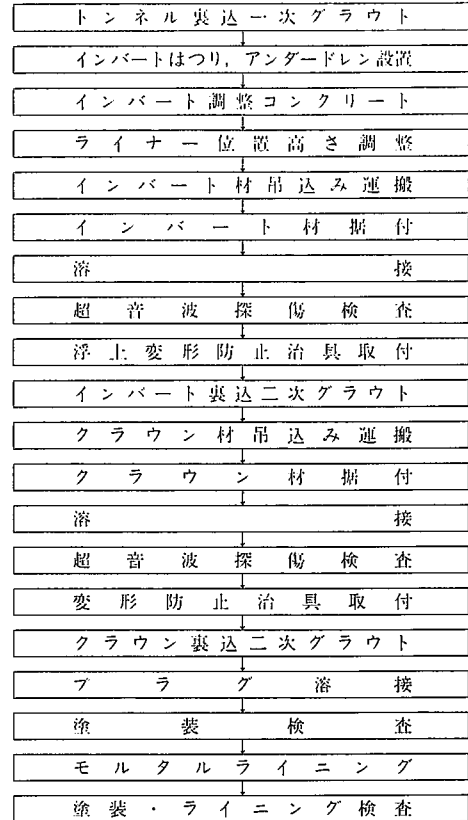 トンネル裏込一次グラウト
インバートはつり，アンダードレン設置
インバート調整コンクリート
ライナー位置高さ調整
インバート材吊込み運搬
インバート材据付
溶接
超音波探傷検査
浮上変形防止治具取付
インバート裏込二次グラウト
クラウン材吊込み運搬
クラウン材据付
溶接
超音波探傷検査
変形防止治具取付
クラウン裏込二次グラウト
プラグ溶接
塗装検査
モルタルライニング
塗装・ライニング検査